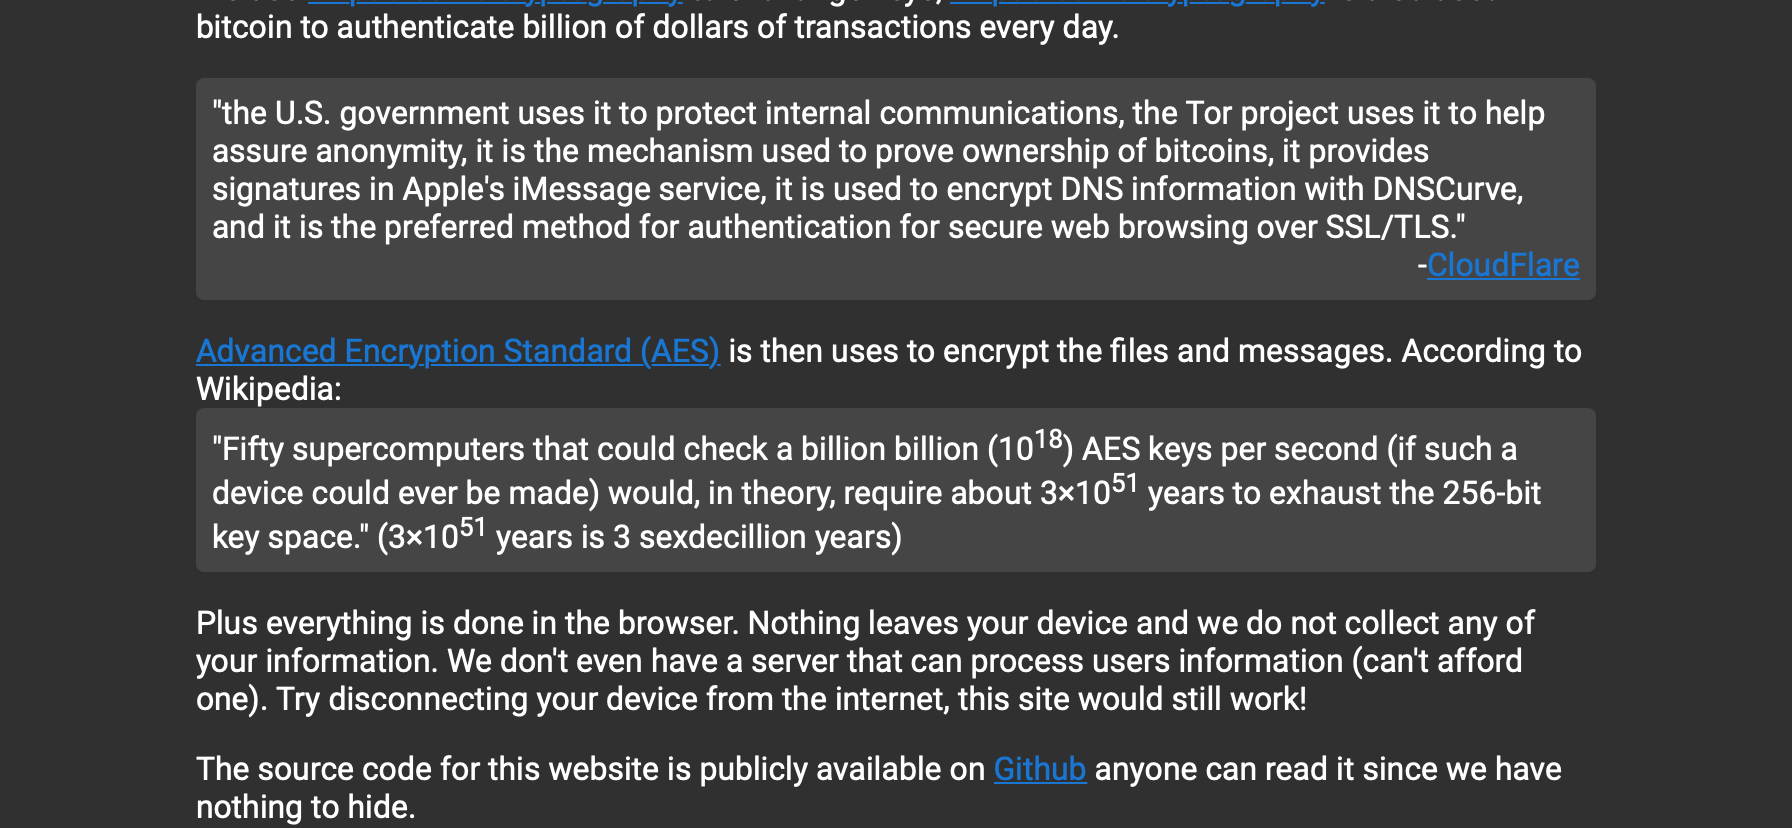 bitcoin to authenticate billion of dollars of transactions every day.
"the U.S. government uses it to protect internal communications, the Tor project uses it to help
assure anonymity, it is the mechanism used to prove ownership of bitcoins, it provides
signatures in Apple's iMessage service, it is used to encrypt DNS information with DNSCurve,
and it is the preferred method for authentication for secure web browsing over SSL/TLS."
-CloudFlare
Advanced Encryption Standard (AES) is then uses to encrypt the files and messages. According to
Wikipedia:
"Fifty supercomputers that could check a billion billion (10¹⁸) AES keys per second (if such a
device could ever be made) would, in theory, require about 3×10⁵¹ years to exhaust the 256-bit
key space." (3×10⁵¹ years is 3 sexdecillion years)
Plus everything is done in the browser. Nothing leaves your device and we do not collect any of
your information. We don't even have a server that can process users information (can't afford
one). Try disconnecting your device from the internet, this site would still work!
The source code for this website is publicly available on Github anyone can read it since we have
nothing to hide.